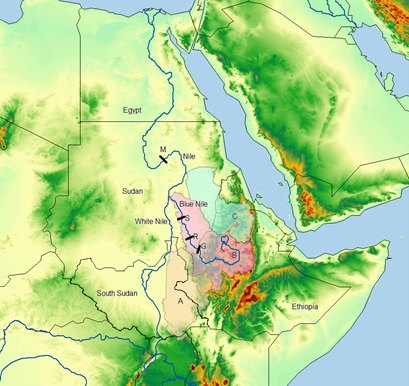 Egypt
M
Nile
Sudan
Blue Nile
White Nile
S
C
R
G
B
South Sudan
A
Ethiopia